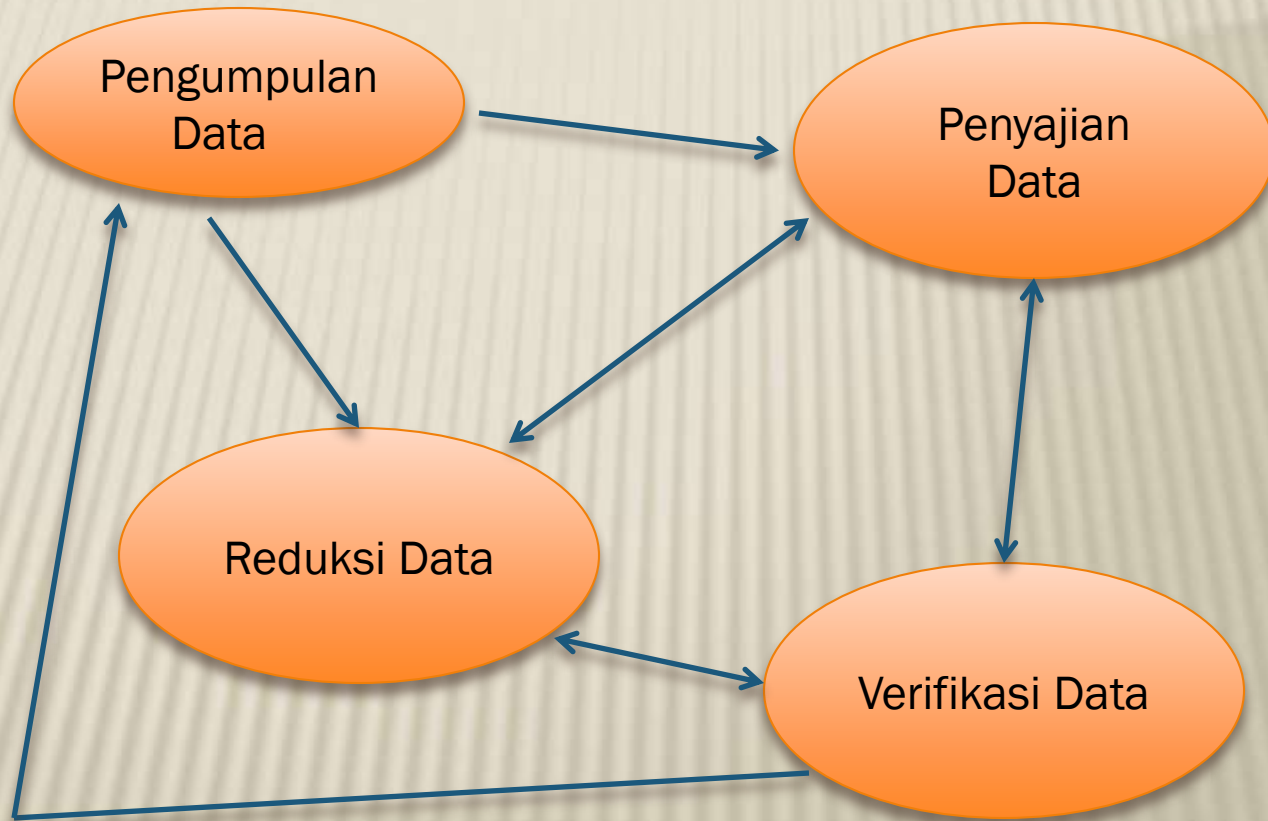 Pengumpulan
Data
Penyajian
Data
Reduksi Data
Verifikasi Data